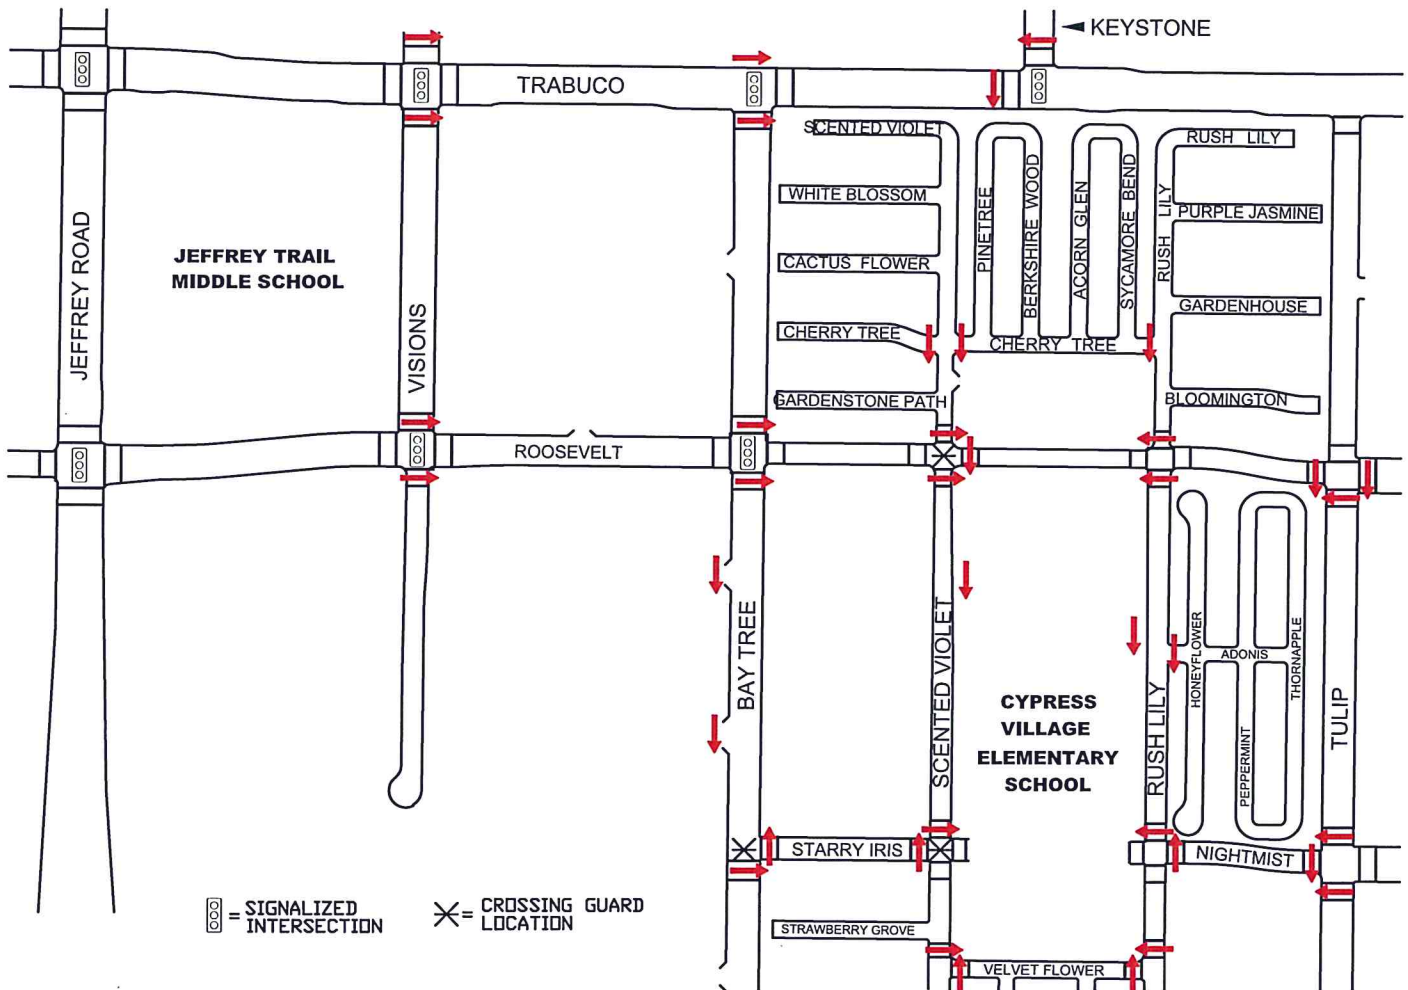 KEYSTONE
TRABUCO
SCENTED VIOLET
RUSH LILY
WHITE BLOSSOM
PURPLE JASMINE
CACTUS FLOWER
GARDENHOUSE
CHERRY TREE
CHERRY TREE
GARDENSTONE PATH
BLOOMINGTON
PINETREE
BERKSHIRE WOOD
ACORN GLEN
SYCAMORE BEND
RUSH LILY
JEFFREY ROAD
JEFFREY TRAIL
MIDDLE SCHOOL
VISIONS
ROOSEVELT
BAY TREE
SCENTED VIOLET
CYPRESS
VILLAGE
ELEMENTARY
SCHOOL
RUSH LILY
HONEYFLOWER
ADONIS
THORNAPPLE
PEPPERMINT
TULIP
STARRY IRIS
NIGHTMIST
STRAWBERRY GROVE
VELVET FLOWER
= SIGNALIZED
INTERSECTION
= CROSSING GUARD
LOCATION